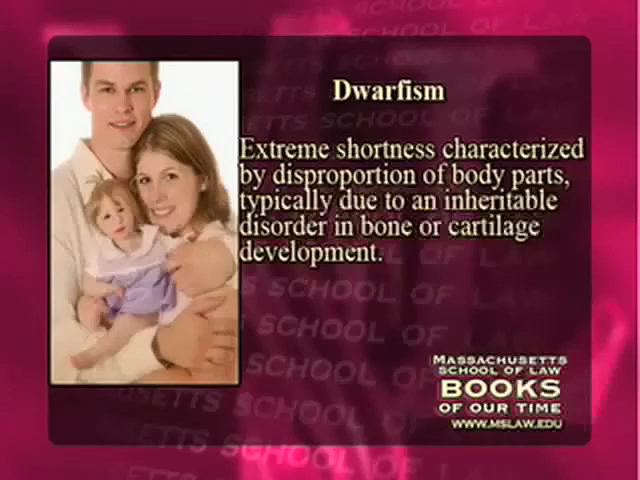 Dwarfism
Extreme shortness characterized
by disproportion of body parts,
typically due to an inheritable
disorder in bone or cartilage
development.
MASSACHUSETTS
SCHOOL OF LAW
BOOKS
OF OUR TIME
WWW.MSLAW.EDU